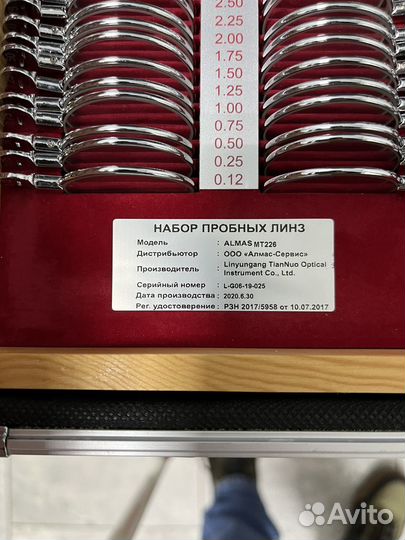 2.50
2.25
2.00
1.75
1.50
1.25
1.00
0.75
0.50
0.25
0.12
НАБОР ПРОБНЫХ ЛИНЗ
Модель : ALMAS MT226
Дистрибьютор : ООО «Алмас-Сервис»
Производитель : Linyungang TianNuo Optical
Instrument Co., Ltd.
Серийный номер : L-G06-19-025
Дата производства : 2020.6.30
Рег. удостоверение : РЗН 2017/5958 от 10.07.2017
Avito